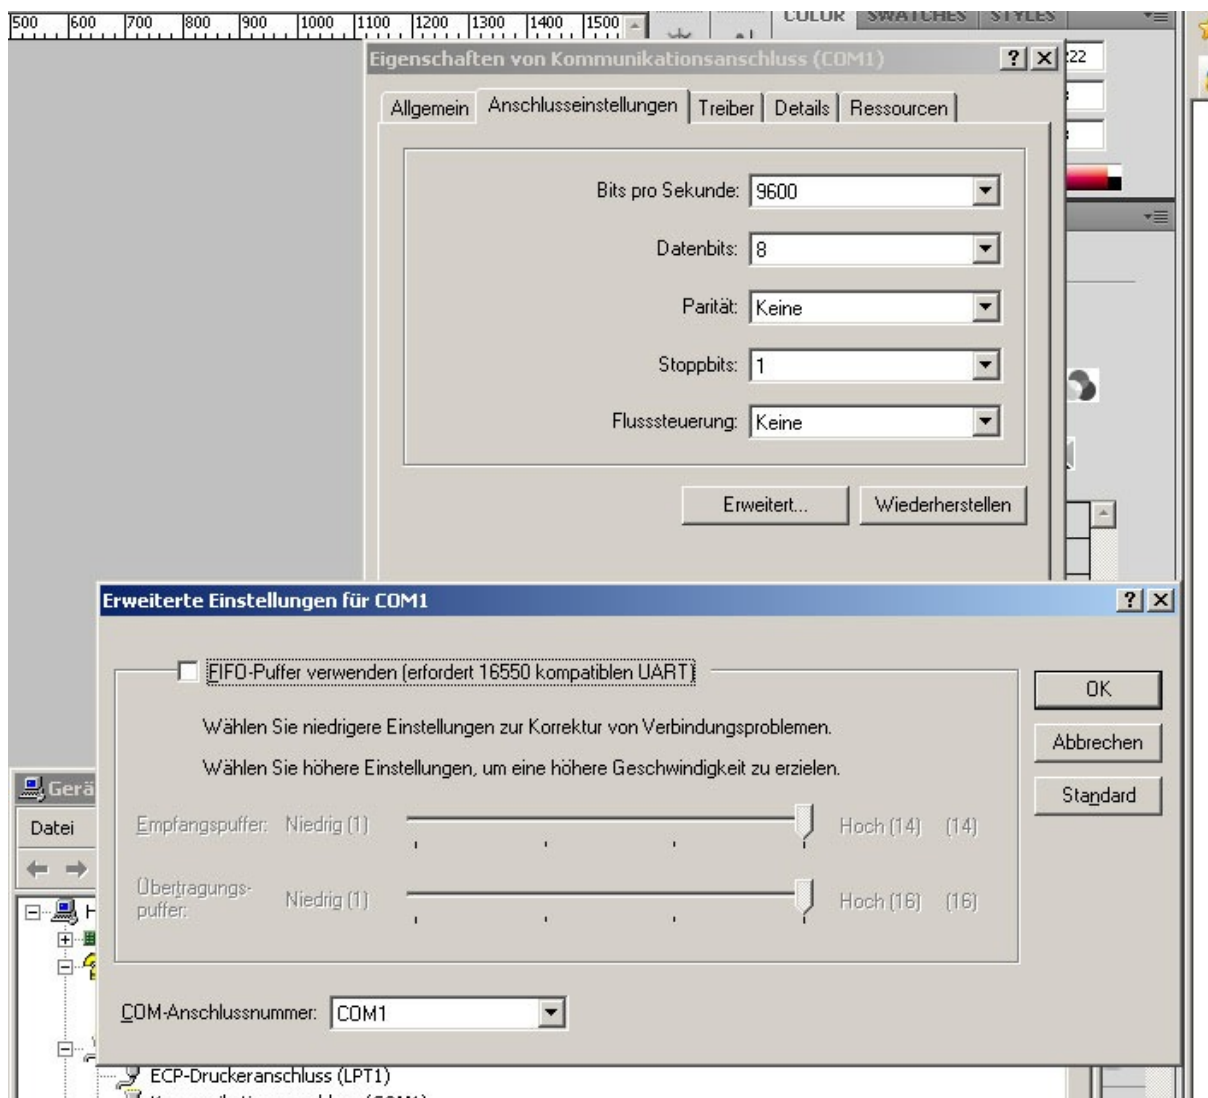 500 600 700 800 900 1000 1100 1200 1300 1400 1500
COLOR SWATCHES STYLES
Eigenschaften von Kommunikationsanschluss (COM1)
Allgemein Anschlusseinstellungen Treiber Details Ressourcen
Bits pro Sekunde: 9600
Datenbits: 8
Parität: Keine
Stoppbits: 1
Flusssteuerung: Keine
Erweitert... Wiederherstellen
Erweiterte Einstellungen für COM1
FIFO-Puffer verwenden (erfordert 16550 kompatiblen UART)
OK
Wählen Sie niedrigere Einstellungen zur Korrektur von Verbindungsproblemen.
Abbrechen
Wählen Sie höhere Einstellungen, um eine höhere Geschwindigkeit zu erzielen.
Standard
Gerä
Datei
Empfangspuffer: Niedrig (1) Hoch (14) (14)
Übertragungs-
puffer: Niedrig (1) Hoch (16) (16)
COM-Anschlussnummer: COM1
ECP-Druckeranschluss (LPT1)